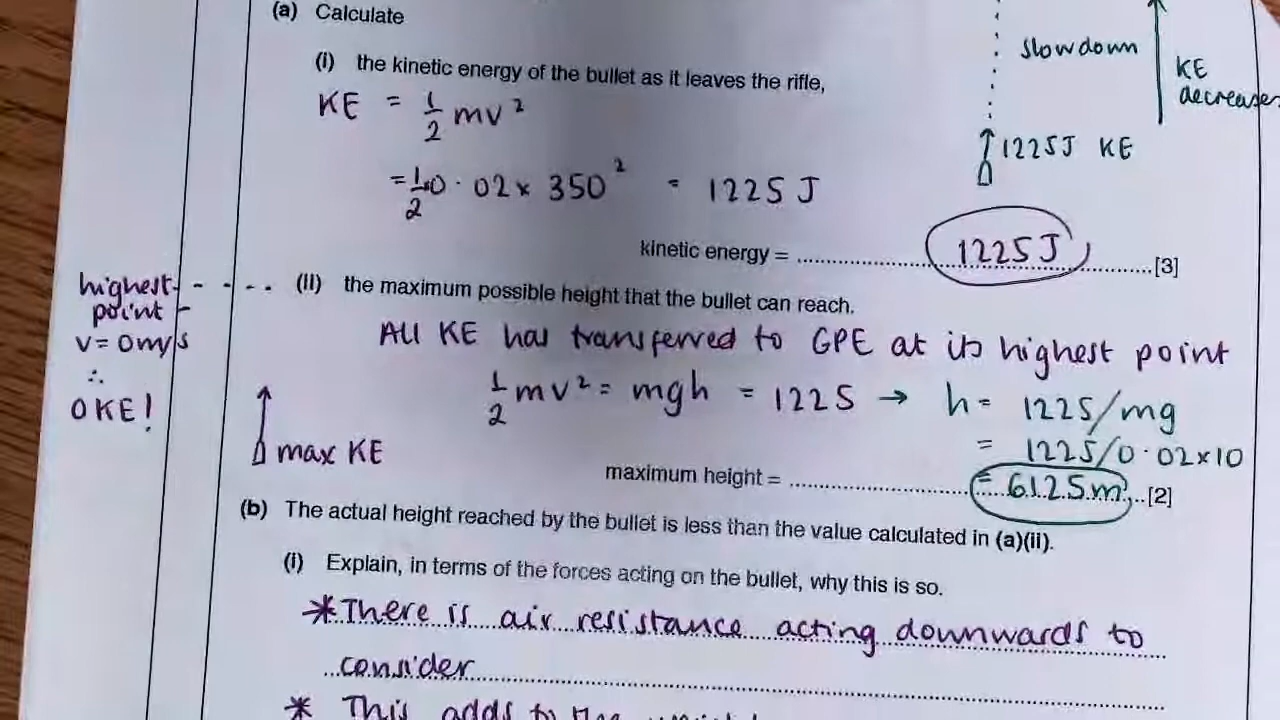 (a) Calculate
slowdown
KE
decreases
(i) the kinetic energy of the bullet as it leaves the rifle,
KE = 1/2 mv²
1225J KE
= 1/2 × 0.02 × 350² = 1225 J
kinetic energy = 1225J [3]
highest point
v = 0m/s
∴
0KE!
(ii) the maximum possible height that the bullet can reach.
All KE has transferred to GPE at its highest point
1/2 mv² = mgh = 1225 → h = 1225/mg
= 1225/0.02×10
max KE
maximum height = = 6125m [2]
(b) The actual height reached by the bullet is less than the value calculated in (a)(ii).
(i) Explain, in terms of the forces acting on the bullet, why this is so.
* There is air resistance acting downwards to
consider
* This adds to the